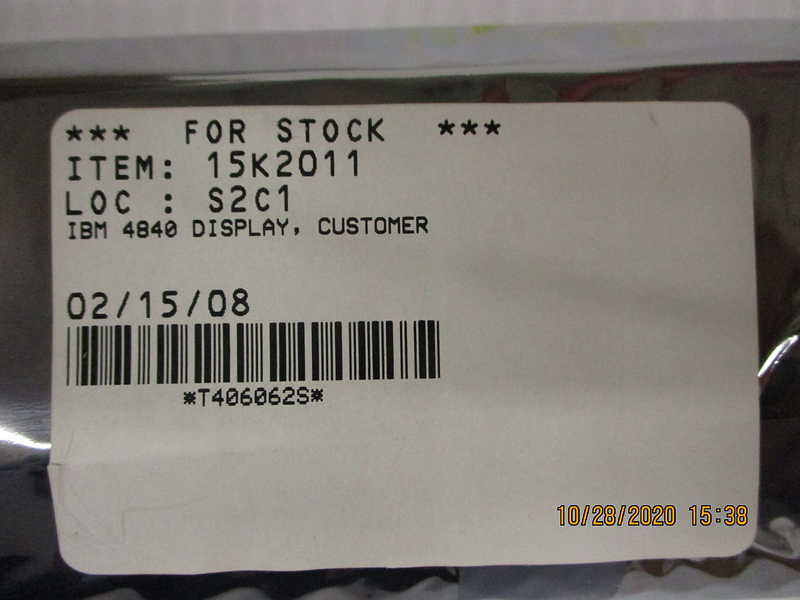 *** FOR STOCK ***
ITEM: 15K2011
LOC : S2C1
IBM 4840 DISPLAY, CUSTOMER
02/15/08
*T406062S*
10/28/2020 15:38